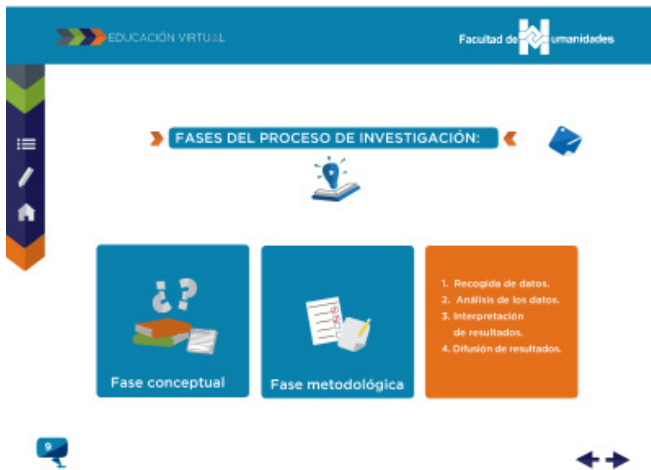 EDUCACIÓN VIRTUAL
Facultad de Humanidades
FASES DEL PROCESO DE INVESTIGACIÓN:
¿?
Fase conceptual
Fase metodológica
1. Recogida de datos.
2. Análisis de los datos.
3. Interpretación
de resultados.
4. Difusión de resultados.
9